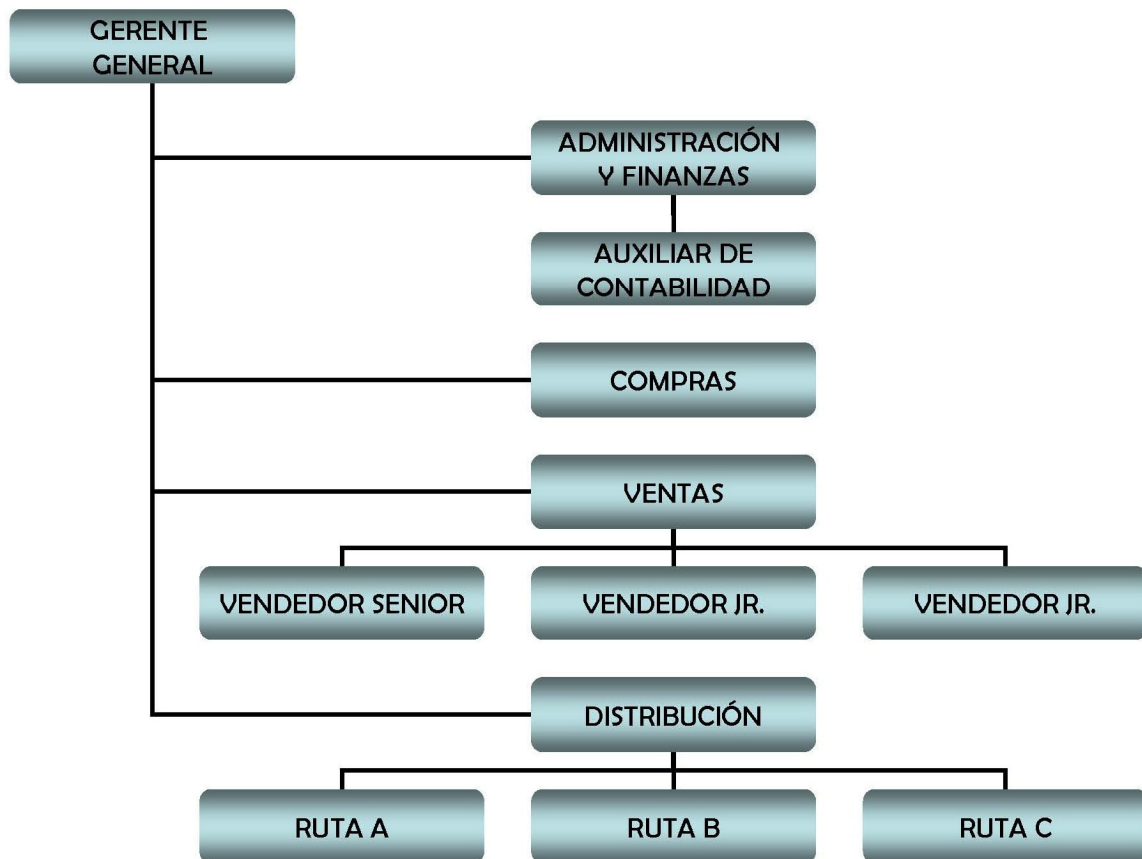 GERENTE
GENERAL
ADMINISTRACIÓN
Y FINANZAS
AUXILIAR DE
CONTABILIDAD
COMPRAS
VENTAS
VENDEDOR SENIOR
VENDEDOR JR.
VENDEDOR JR.
DISTRIBUCIÓN
RUTA A
RUTA B
RUTA C